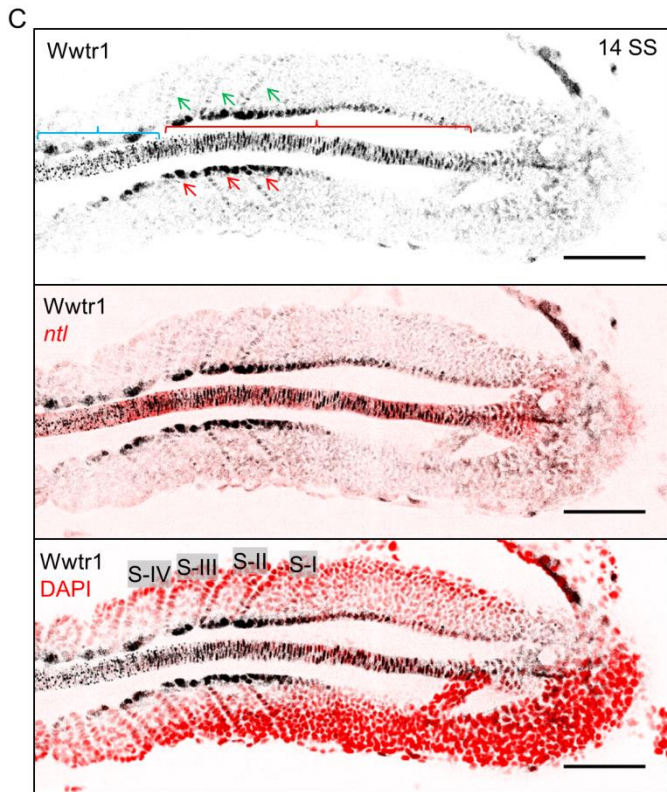 C
Wwtr1 14 SS
Wwtr1
ntl
Wwtr1
DAPI
S-IV S-III S-II S-I